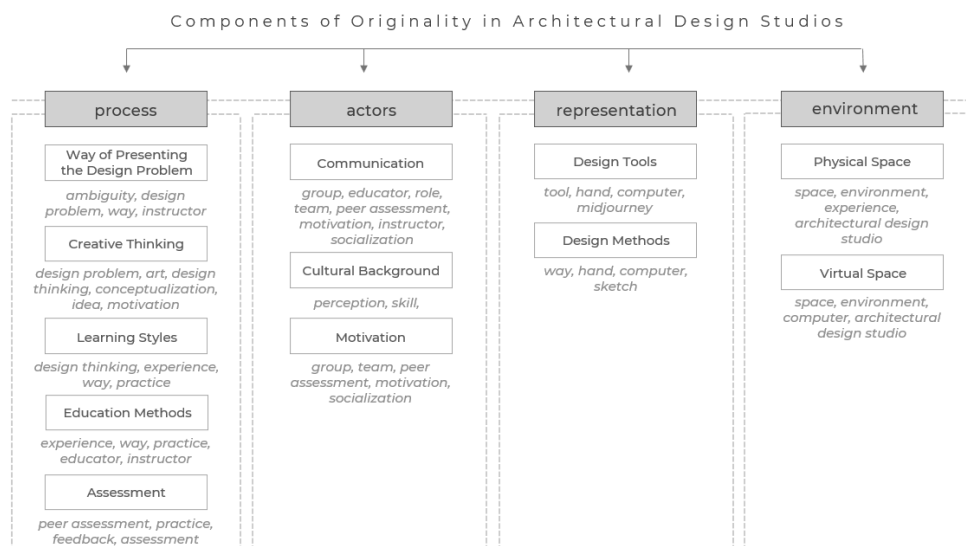 Components of Originality in Architectural Design Studios
process
Way of Presenting
the Design Problem
ambiguity, design
problem, way, instructor
Creative Thinking
design problem, art, design
thinking, conceptualization,
idea, motivation
Learning Styles
design thinking, experience,
way, practice
Education Methods
experience, way, practice,
educator, instructor
Assessment
peer assessment, practice,
feedback, assessment
actors
Communication
group, educator, role,
team, peer assessment,
motivation, instructor,
socialization
Cultural Background
perception, skill,
Motivation
group, team, peer
assessment, motivation,
socialization
representation
Design Tools
tool, hand, computer,
midjourney
Design Methods
way, hand, computer,
sketch
environment
Physical Space
space, environment,
experience,
architectural design
studio
Virtual Space
space, environment,
computer, architectural
design studio